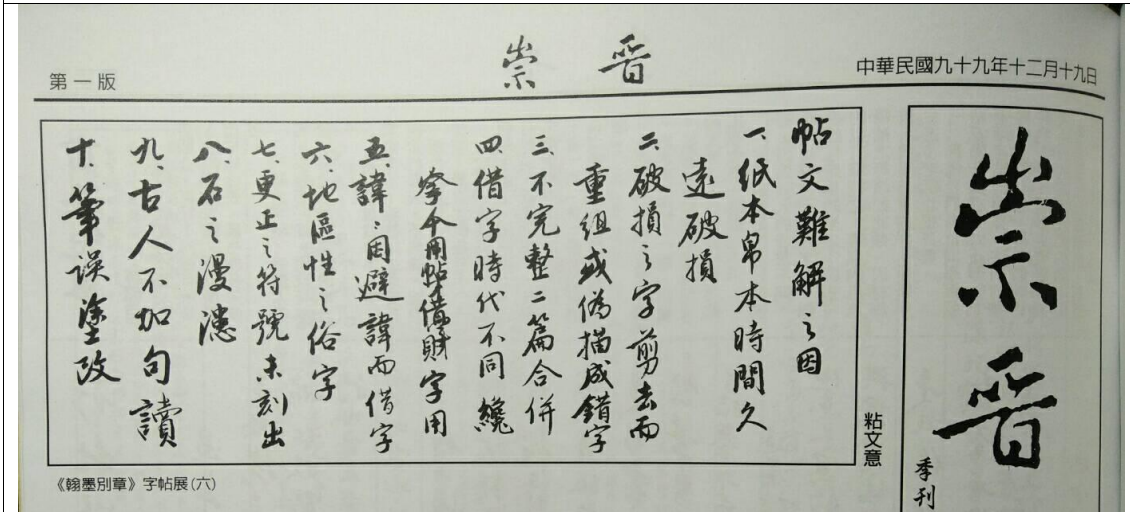 第一版
崇晉
中華民國九十九年十二月十九日
崇晉
季刊
粘文意
帖文難解之因
一、紙本帛本時間久
遠破損
二、破損之字剪去而
重組或偽描成錯字
三、不完整二篇合併
四、借字時代不同纔
今用帖借財字用
五、諱：因避諱而借字
六、地區性之俗字
七、更正之符號未刻出
八、石之漫漶
九、古人不加句讀
十、筆誤塗改
《翰墨別章》字帖展(六)